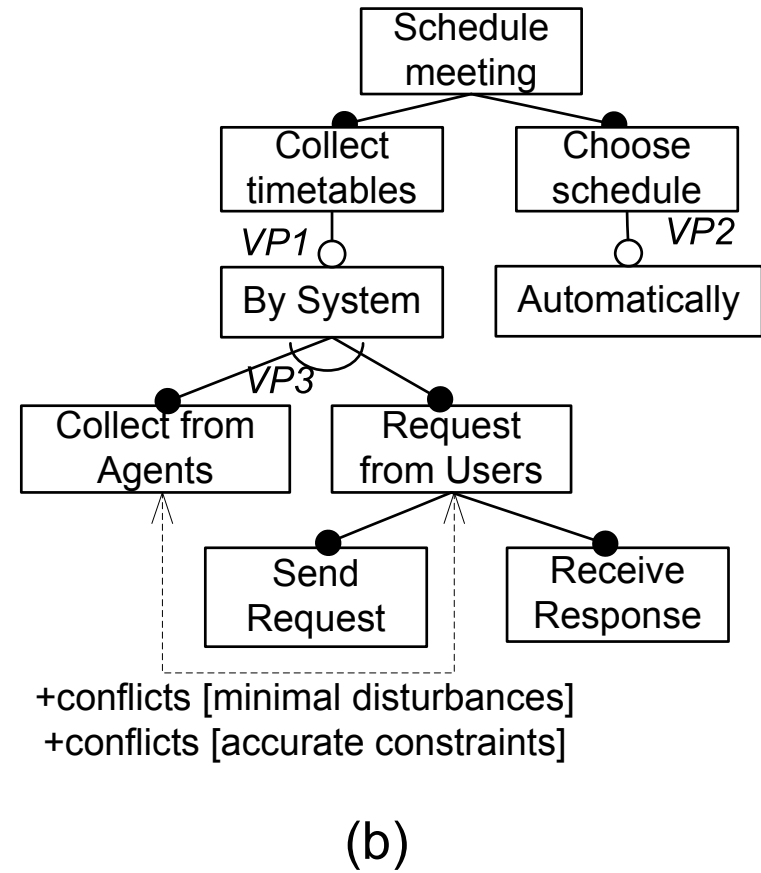 Schedule
meeting
Collect
timetables
Choose
schedule
VP1
VP2
By System
Automatically
VP3
Collect from
Agents
Request
from Users
Send
Request
Receive
Response
+conflicts [minimal disturbances]
+conflicts [accurate constraints]
(b)